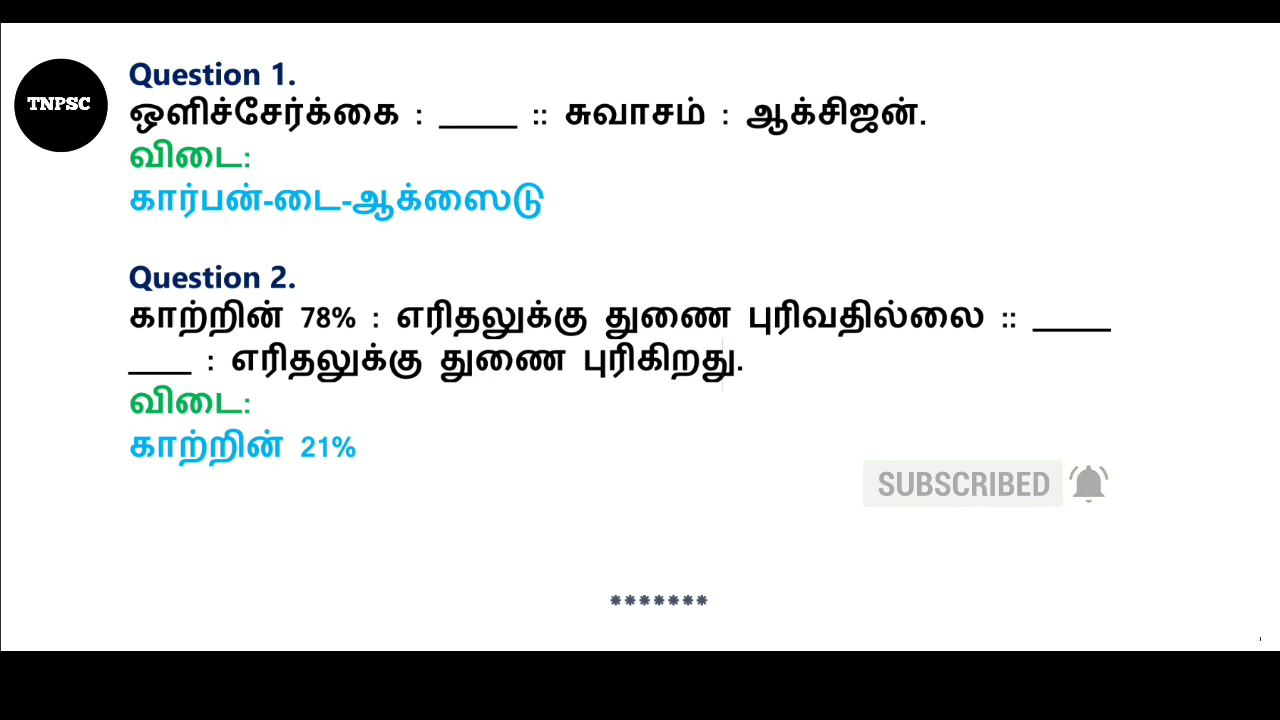 TNPSC
Question 1.
ஒளிச்சேர்க்கை : _____ :: சுவாசம் : ஆக்சிஜன்.
விடை:
கார்பன்-டை-ஆக்ஸைடு
Question 2.
காற்றின் 78% : எரிதலுக்கு துணை புரிவதில்லை :: _____
____ : எரிதலுக்கு துணை புரிகிறது.
விடை:
காற்றின் 21%
SUBSCRIBED
*******